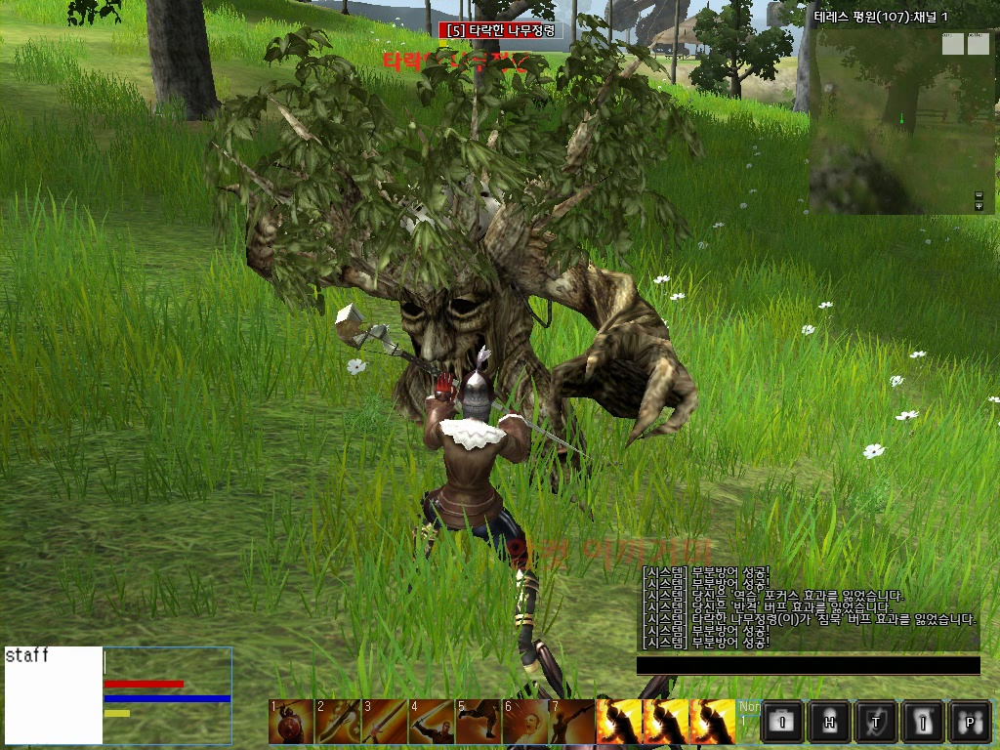 [5] 타락한 나무정령
테레스 평원(107):채널 1
[시스템] 부분방어 성공!
[시스템] 부분방어 성공!
[시스템] 당신은 '역습' 포커스 효과를 잃었습니다.
[시스템] 당신은 '반격' 버프 효과를 잃었습니다.
[시스템] 타락한 나무정령(이)가 '침묵' 버프 효과를 잃었습니다.
[시스템] 부분방어 성공!
[시스템] 부분방어 성공!
staff
1 2 3 4 5 6 7 Non I H T J P
1